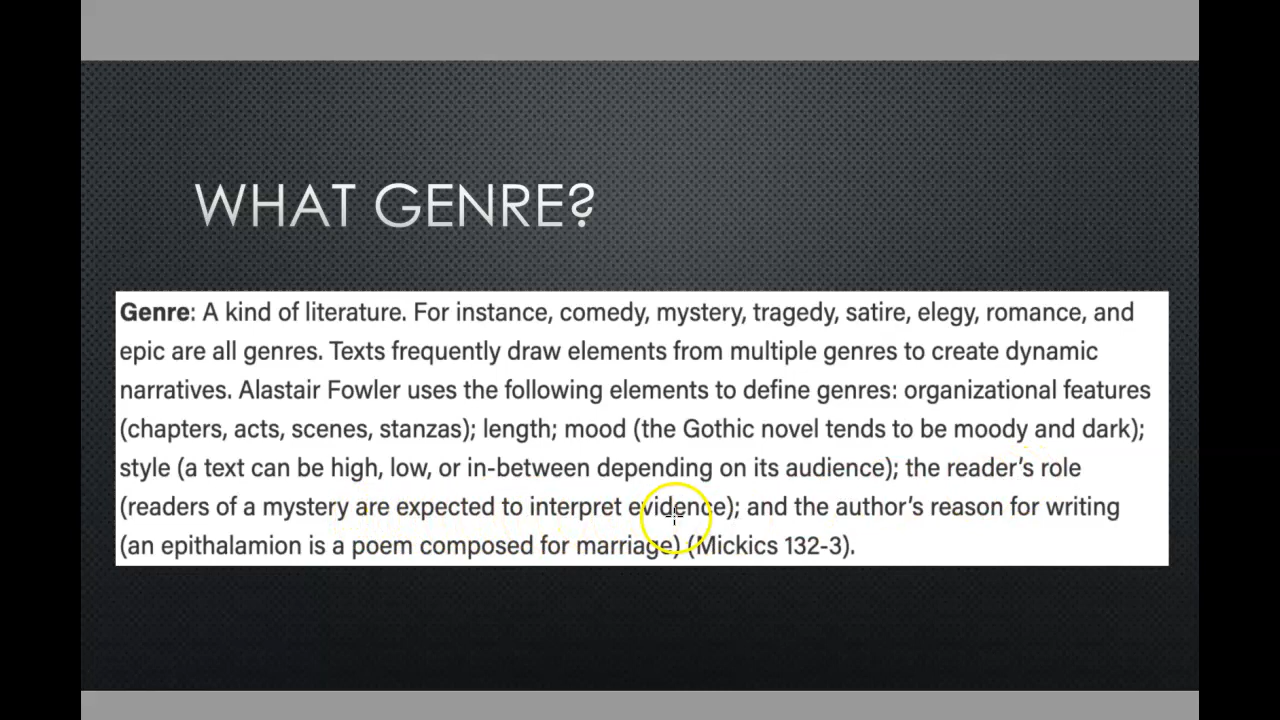 WHAT GENRE?
Genre: A kind of literature. For instance, comedy, mystery, tragedy, satire, elegy, romance, and
epic are all genres. Texts frequently draw elements from multiple genres to create dynamic
narratives. Alastair Fowler uses the following elements to define genres: organizational features
(chapters, acts, scenes, stanzas); length; mood (the Gothic novel tends to be moody and dark);
style (a text can be high, low, or in-between depending on its audience); the reader’s role
(readers of a mystery are expected to interpret evidence); and the author’s reason for writing
(an epithalamion is a poem composed for marriage) (Mickics 132-3).